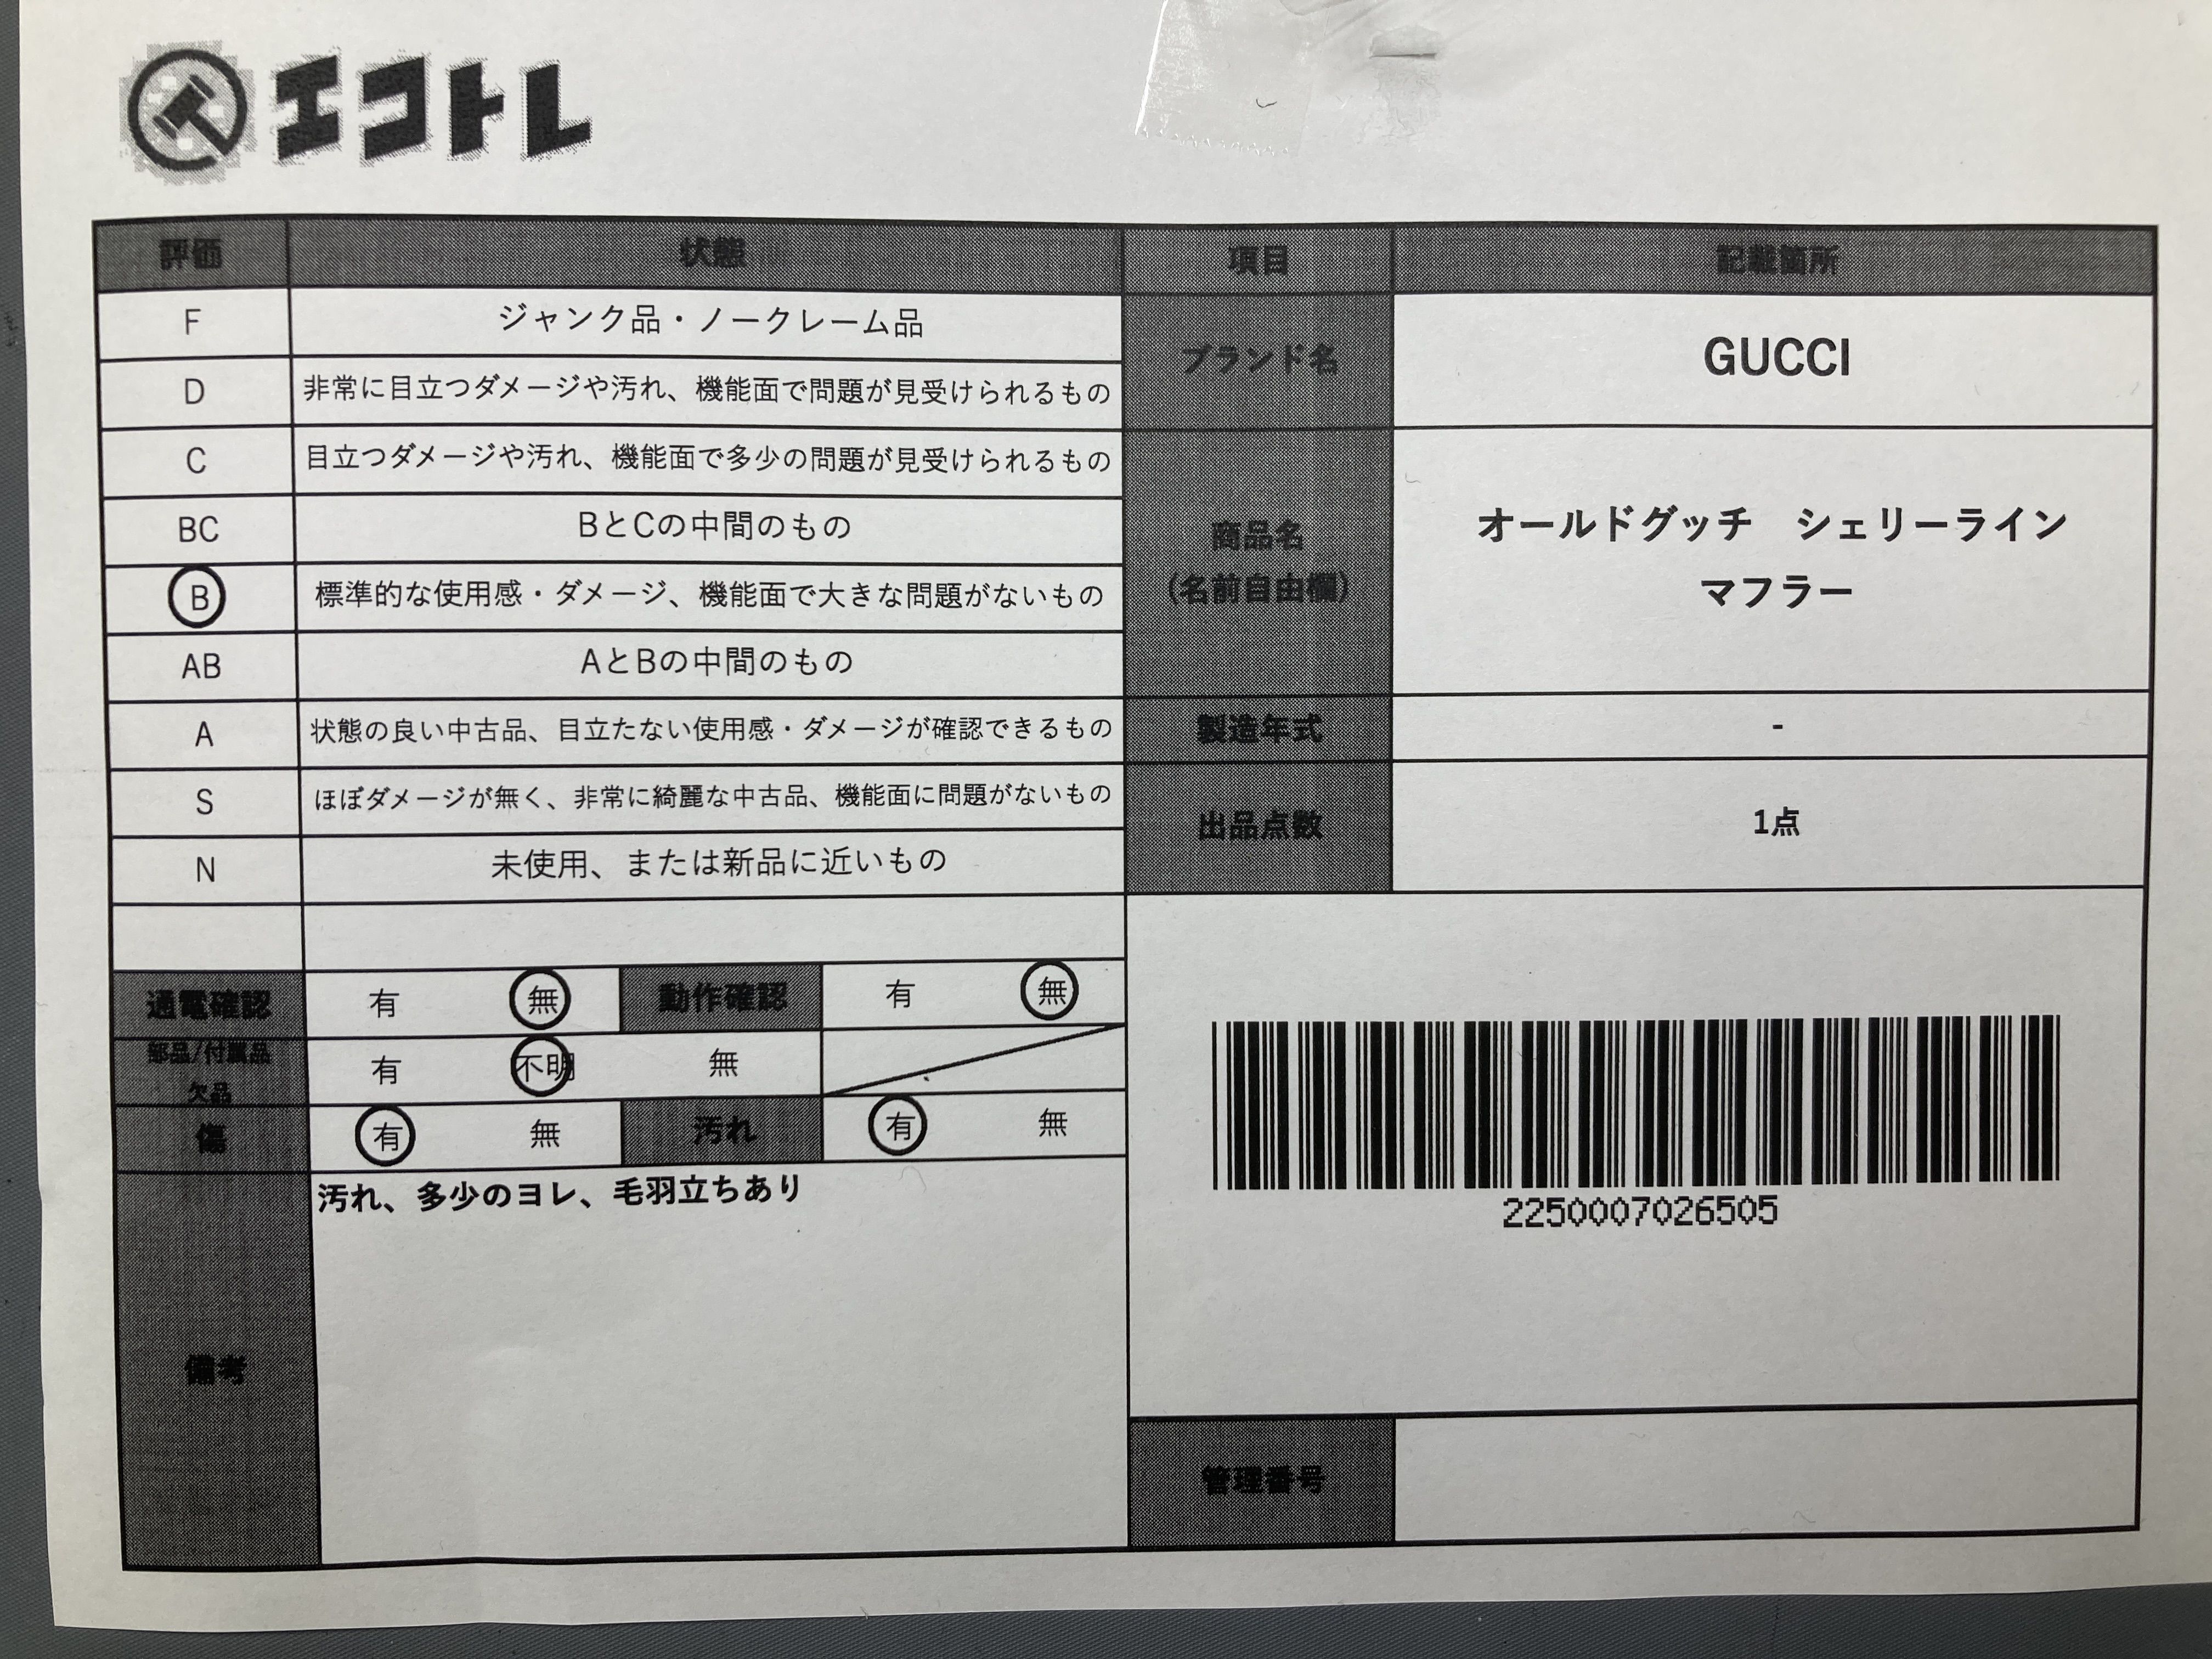 エコトレ
評価 状態
F ジャンク品・ノークレーム品
D 非常に目立つダメージや汚れ、機能面で問題が見受けられるもの
C 目立つダメージや汚れ、機能面で多少の問題が見受けられるもの
BC BとCの中間のもの
B 標準的な使用感・ダメージ、機能面で大きな問題がないもの
AB AとBの中間のもの
A 状態の良い中古品、目立たない使用感・ダメージが確認できるもの
S ほぼダメージが無く、非常に綺麗な中古品、機能面に問題がないもの
N 未使用、または新品に近いもの
通電確認 有 無 動作確認 有 無
部品/付属品
欠品
有 不明 無
傷 有 無 汚れ 有 無
備考
汚れ、多少のヨレ、毛羽立ちあり
項目 記載箇所
ブランド名 GUCCI
商品名
(名前自由欄)
オールドグッチ シェリーライン
マフラー
製造年式 -
出品点数 1点
2250007026505
管理番号